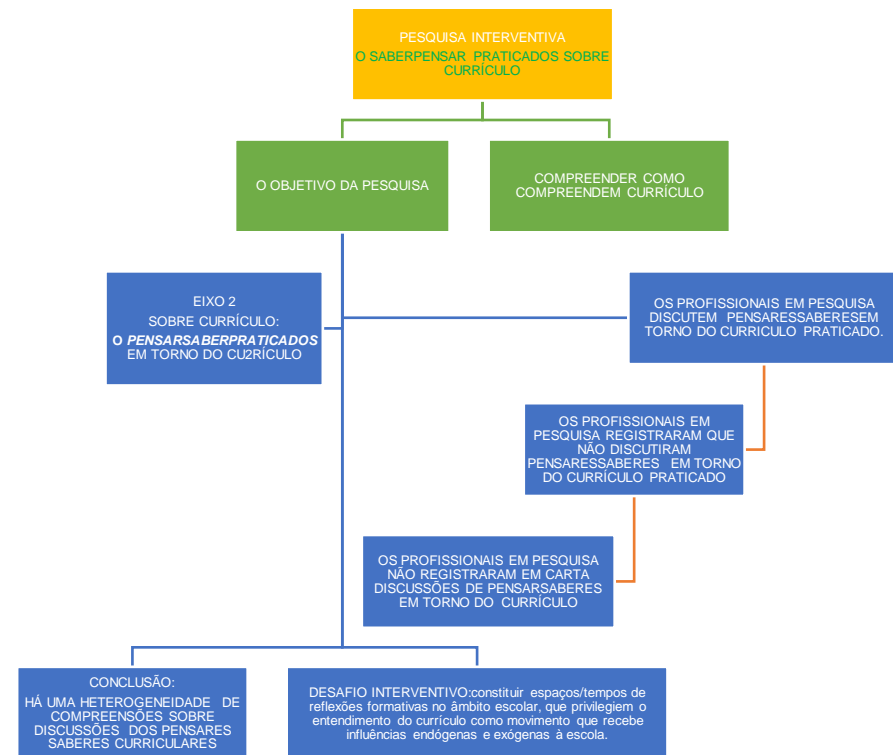 PESQUISA INTERVENTIVA
O SABERPENSAR PRATICADOS SOBRE
CURRÍCULO
O OBJETIVO DA PESQUISA
COMPREENDER COMO
COMPREENDEM CURRÍCULO
EIXO 2
SOBRE CURRÍCULO:
O PENSARSABERPRATICADOS
EM TORNO DO CU2RÍCULO
OS PROFISSIONAIS EM PESQUISA
DISCUTEM PENSARESSABERESEM
TORNO DO CURRICULO PRATICADO.
OS PROFISSIONAIS EM
PESQUISA REGISTRARAM QUE
NÃO DISCUTIRAM
PENSARESSABERES EM TORNO
DO CURRÍCULO PRATICADO
OS PROFISSIONAIS EM PESQUISA
NÃO REGISTRARAM EM CARTA
DISCUSSÕES DE PENSARSABERES
EM TORNO DO CURRÍCULO
CONCLUSÃO:
HÁ UMA HETEROGENEIDADE DE
COMPREENSÕES SOBRE
DISCUSSÕES DOS PENSARES
SABERES CURRICULARES
DESAFIO INTERVENTIVO:constituir espaços/tempos de
reflexões formativas no âmbito escolar, que privilegiem o
entendimento do currículo como movimento que recebe
influências endógenas e exógenas à escola.